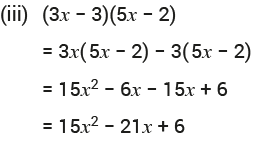 (iii) (3x − 3)(5x − 2)
= 3x(5x − 2) − 3(5x − 2)
= 15x² − 6x − 15x + 6
= 15x² − 21x + 6